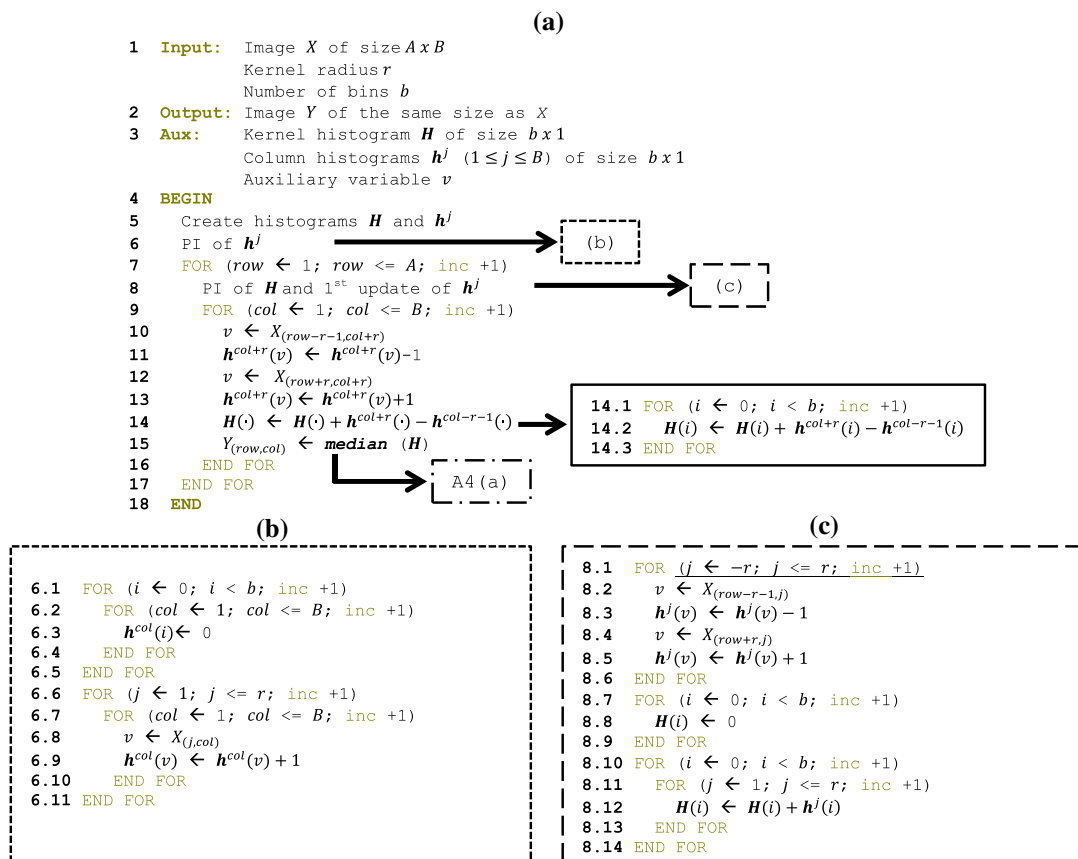 (a)
1 Input: Image X of size A x B
Kernel radius r
Number of bins b
2 Output: Image Y of the same size as X
3 Aux: Kernel histogram H of size b x 1
Column histograms h^j (1 ≤ j ≤ B) of size b x 1
Auxiliary variable v
4 BEGIN
5 Create histograms H and h^j
6 PI of h^j
(b)
7 FOR (row ← 1; row <= A; inc +1)
8 PI of H and 1st update of h^j
(c)
9 FOR (col ← 1; col <= B; inc +1)
10 v ← X(row−r−1,col+r)
11 h^col+r(v) ← h^col+r(v)-1
12 v ← X(row+r,col+r)
13 h^col+r(v) ← h^col+r(v)+1
14 H(·) ← H(·) + h^col+r(·) − h^col−r−1(·)
14.1 FOR (i ← 0; i < b; inc +1)
14.2 H(i) ← H(i) + h^col+r(i) − h^col−r−1(i)
14.3 END FOR
15 Y(row,col) ← median (H)
16 END FOR
A4(a)
17 END FOR
18 END
(b)
6.1 FOR (i ← 0; i < b; inc +1)
6.2 FOR (col ← 1; col <= B; inc +1)
6.3 h^col(i) ← 0
6.4 END FOR
6.5 END FOR
6.6 FOR (j ← 1; j <= r; inc +1)
6.7 FOR (col ← 1; col <= B; inc +1)
6.8 v ← X(j,col)
6.9 h^col(v) ← h^col(v) + 1
6.10 END FOR
6.11 END FOR
(c)
8.1 FOR (j ← -r; j <= r; inc +1)
8.2 v ← X(row−r−1,j)
8.3 h^j(v) ← h^j(v) − 1
8.4 v ← X(row+r,j)
8.5 h^j(v) ← h^j(v) + 1
8.6 END FOR
8.7 FOR (i ← 0; i < b; inc +1)
8.8 H(i) ← 0
8.9 END FOR
8.10 FOR (i ← 0; i < b; inc +1)
8.11 FOR (j ← 1; j <= r; inc +1)
8.12 H(i) ← H(i) + h^j(i)
8.13 END FOR
8.14 END FOR